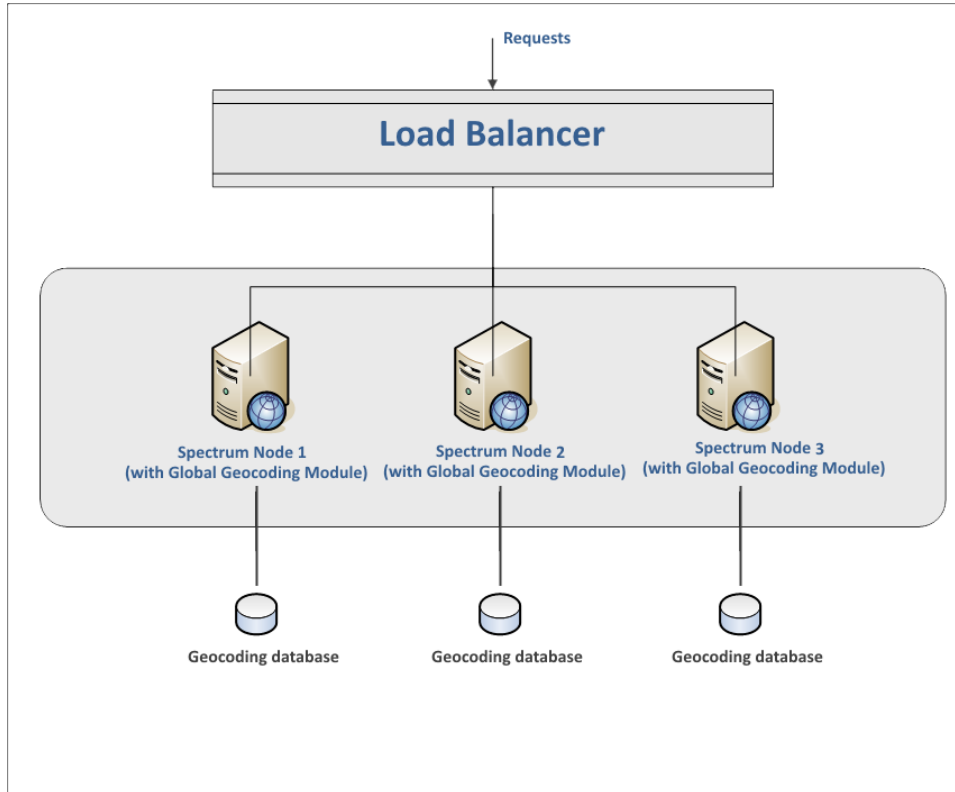 Requests
Load Balancer
Spectrum Node 1
(with Global Geocoding Module)
Spectrum Node 2
(with Global Geocoding Module)
Spectrum Node 3
(with Global Geocoding Module)
Geocoding database
Geocoding database
Geocoding database